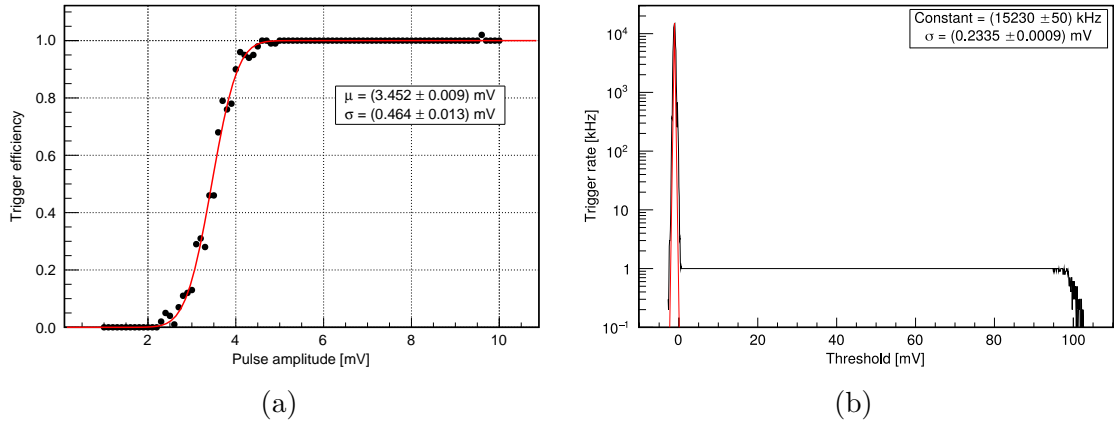 1.0
0.8
0.6
0.4
0.2
0.0
Trigger efficiency
μ = (3.452 ± 0.009) mV
σ = (0.464 ± 0.013) mV
2 4 6 8 10
Pulse amplitude [mV]
(a)
Constant = (15230 ±50) kHz
σ = (0.2335 ±0.0009) mV
10⁴
10³
10²
10
1
10⁻¹
Trigger rate [kHz]
0 20 40 60 80 100
Threshold [mV]
(b)